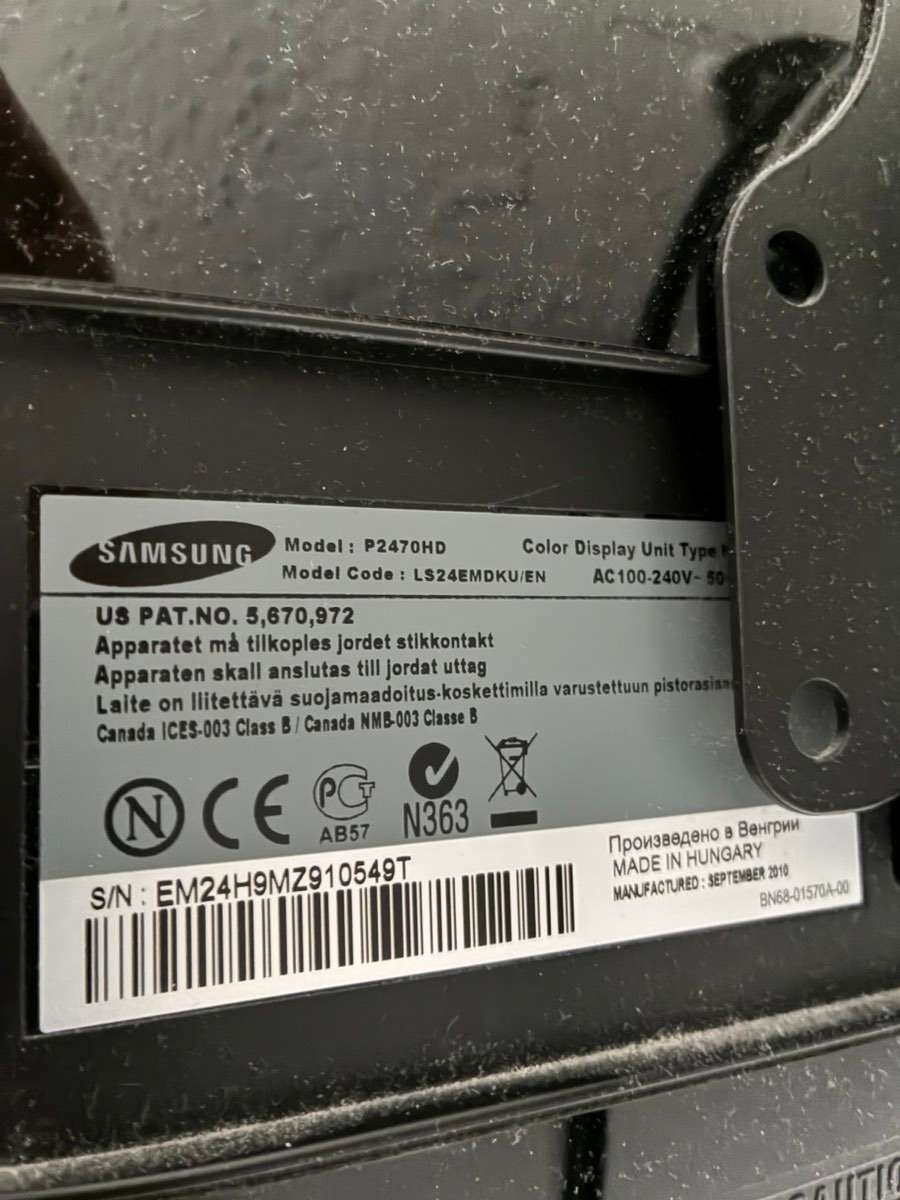 SAMSUNG
Model : P2470HD
Model Code : LS24EMDKU/EN
Color Display Unit Type
AC100-240V~ 50
US PAT.NO. 5,670,972
Apparatet må tilkoples jordet stikkontakt
Apparaten skall anslutas till jordat uttag
Laite on liitettävä suojamaadoitus-koskettimilla varustettuun pistorasiaan
Canada ICES-003 Class B / Canada NMB-003 Classe B
N CE PCT N363
AB57
S/N : EM24H9MZ910549T
Произведено в Венгрии
MADE IN HUNGARY
MANUFACTURED : SEPTEMBER 2010
BN68-01570A-00